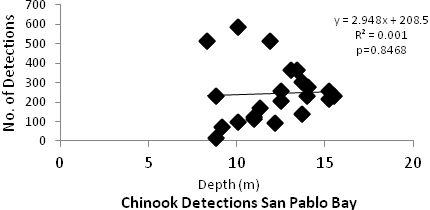 700
600
500
400
300
200
100
0
No. of Detections
y = 2.948x + 208.5
R² = 0.001
p=0.8468
0 5 10 15 20
Depth (m)
Chinook Detections San Pablo Bay